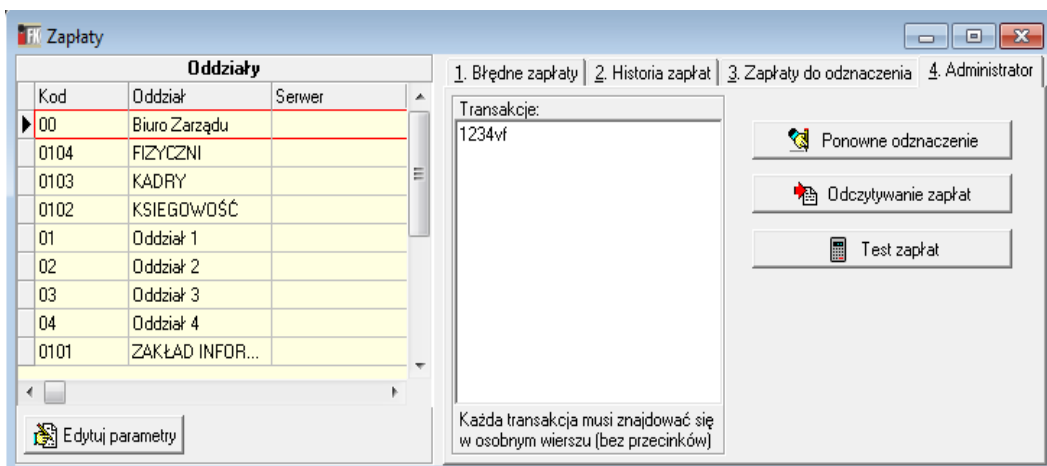 FK Zapłaty
Oddziały
Kod Oddział Serwer
00 Biuro Zarządu
0104 FIZYCZNI
0103 KADRY
0102 KSIEGOWOŚĆ
01 Oddział 1
02 Oddział 2
03 Oddział 3
04 Oddział 4
0101 ZAKŁAD INFOR...
Edytuj parametry
1. Błędne zapłaty 2. Historia zapłat 3. Zapłaty do odznaczenia 4. Administrator
Transakcje:
1234vf
Każda transakcja musi znajdować się
w osobnym wierszu (bez przecinków)
Ponowne odznaczenie
Odczytywanie zapłat
Test zapłat